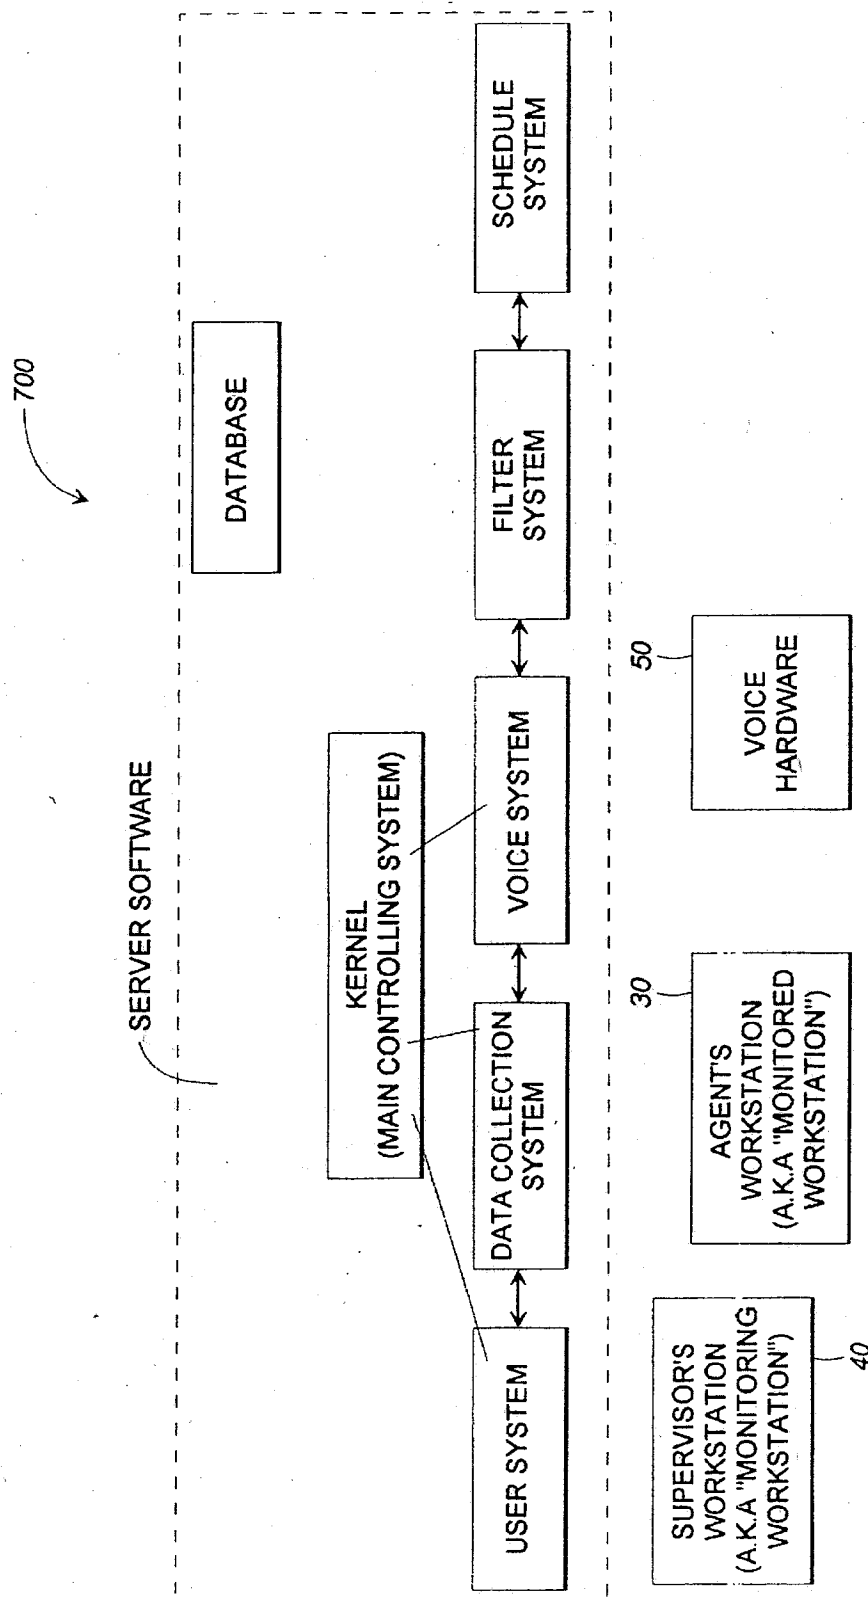 700
SERVER SOFTWARE
DATABASE
KERNEL
(MAIN CONTROLLING SYSTEM)
USER SYSTEM
DATA COLLECTION
SYSTEM
VOICE SYSTEM
FILTER
SYSTEM
SCHEDULE
SYSTEM
SUPERVISOR'S
WORKSTATION
(A.K.A "MONITORING
WORKSTATION")
40
30
AGENT'S
WORKSTATION
(A.K.A "MONITORED
WORKSTATION")
50
VOICE
HARDWARE